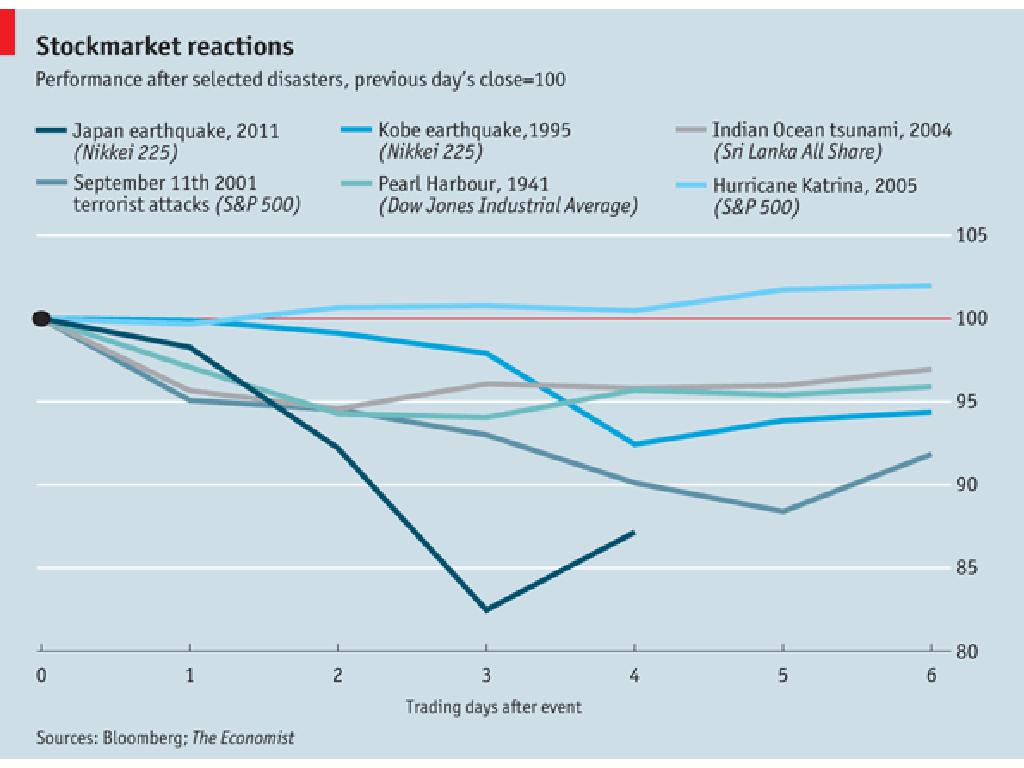 Stockmarket reactions
Performance after selected disasters, previous day's close=100
Japan earthquake, 2011
(Nikkei 225)
Kobe earthquake,1995
(Nikkei 225)
Indian Ocean tsunami, 2004
(Sri Lanka All Share)
September 11th 2001
terrorist attacks (S&P 500)
Pearl Harbour, 1941
(Dow Jones Industrial Average)
Hurricane Katrina, 2005
(S&P 500)
105
100
95
90
85
80
0 1 2 3 4 5 6
Trading days after event
Sources: Bloomberg; The Economist